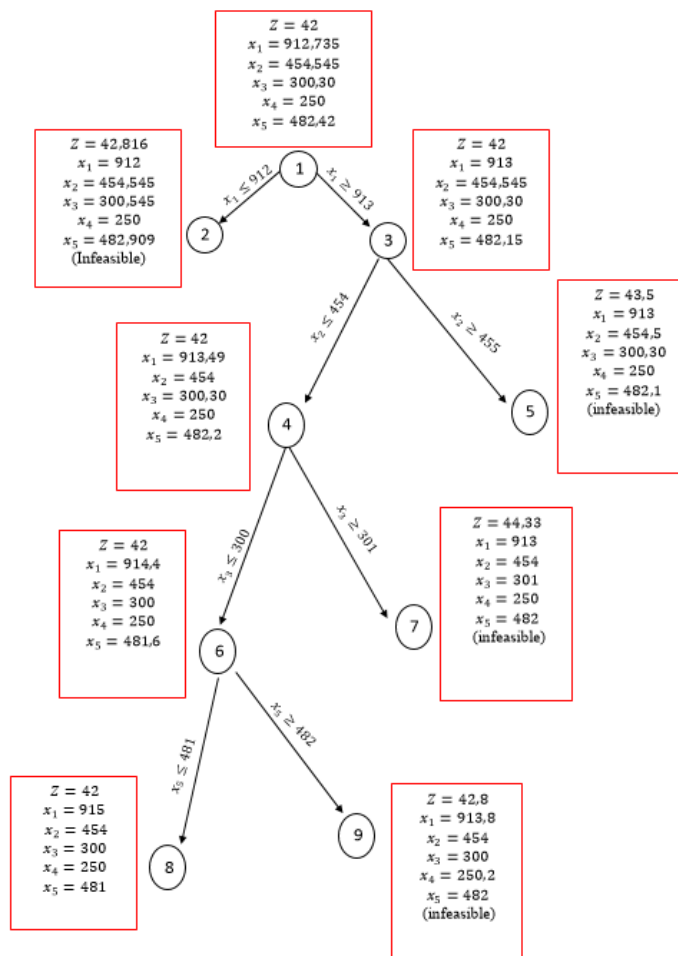 Z = 42
x₁ = 912,735
x₂ = 454,545
x₃ = 300,30
x₄ = 250
x₅ = 482,42
Z = 42,816
x₁ = 912
x₂ = 454,545
x₃ = 300,545
x₄ = 250
x₅ = 482,909
(Infeasible)
1
x₁ ≤ 912
x₁ ≥ 913
2
3
Z = 42
x₁ = 913
x₂ = 454,545
x₃ = 300,30
x₄ = 250
x₅ = 482,15
x₂ ≤ 454
x₂ ≥ 455
Z = 43,5
x₁ = 913
x₂ = 454,5
x₃ = 300,30
x₄ = 250
x₅ = 482,1
(infeasible)
5
Z = 42
x₁ = 913,49
x₂ = 454
x₃ = 300,30
x₄ = 250
x₅ = 482,2
4
x₃ ≤ 300
x₃ ≥ 301
Z = 44,33
x₁ = 913
x₂ = 454
x₃ = 301
x₄ = 250
x₅ = 482
(infeasible)
7
Z = 42
x₁ = 914,4
x₂ = 454
x₃ = 300
x₄ = 250
x₅ = 481,6
6
x₅ ≤ 481
x₅ ≥ 482
Z = 42
x₁ = 915
x₂ = 454
x₃ = 300
x₄ = 250
x₅ = 481
8
9
Z = 42,8
x₁ = 913,8
x₂ = 454
x₃ = 300
x₄ = 250,2
x₅ = 482
(infeasible)